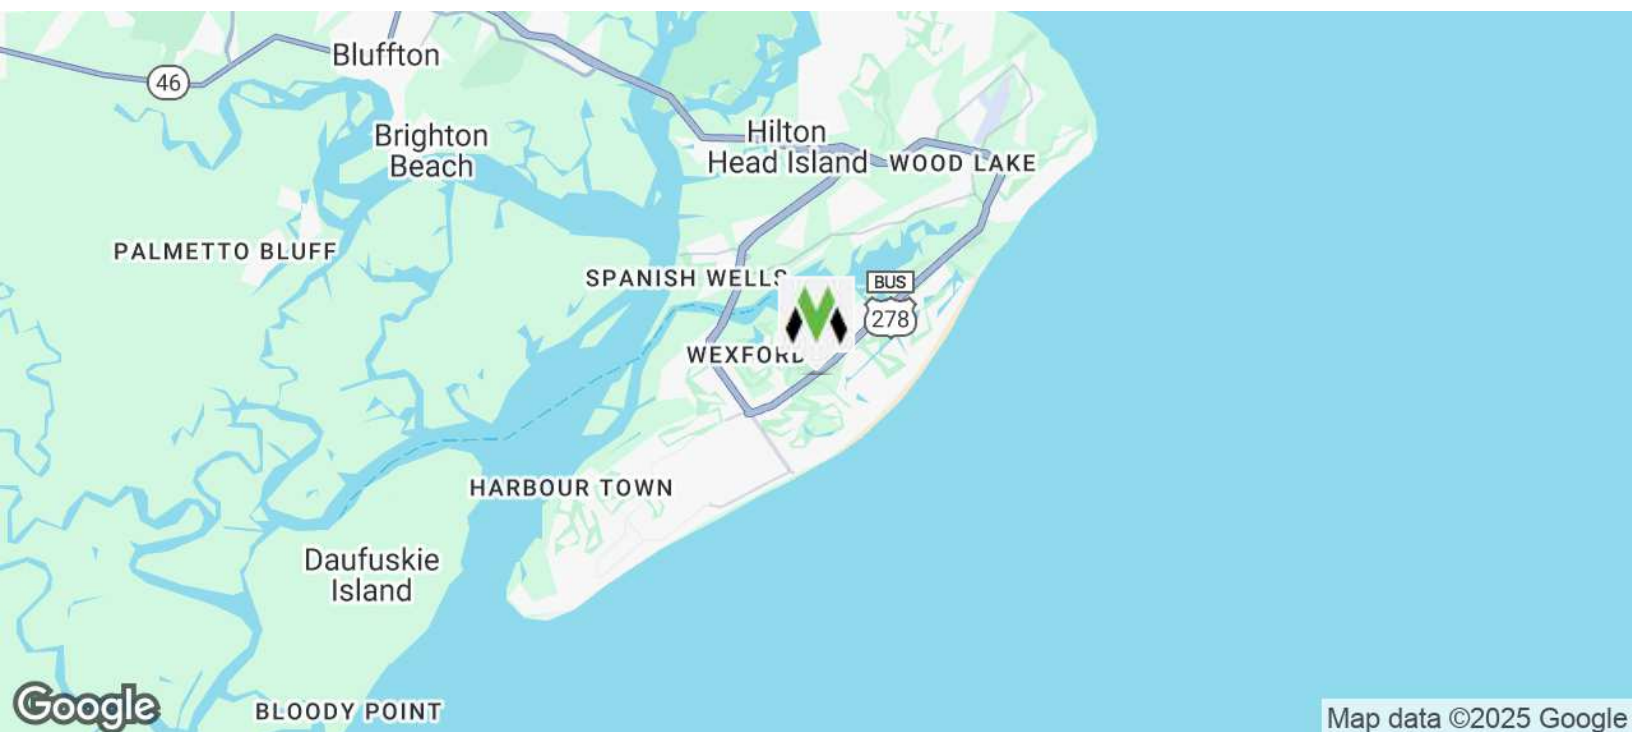 Bluffton
46
Brighton
Beach
Hilton
Head Island
WOOD LAKE
PALMETTO BLUFF
SPANISH WELLS
BUS
278
WEXFORD
HARBOUR TOWN
Daufuskie
Island
BLOODY POINT
Google
Map data ©2025 Google